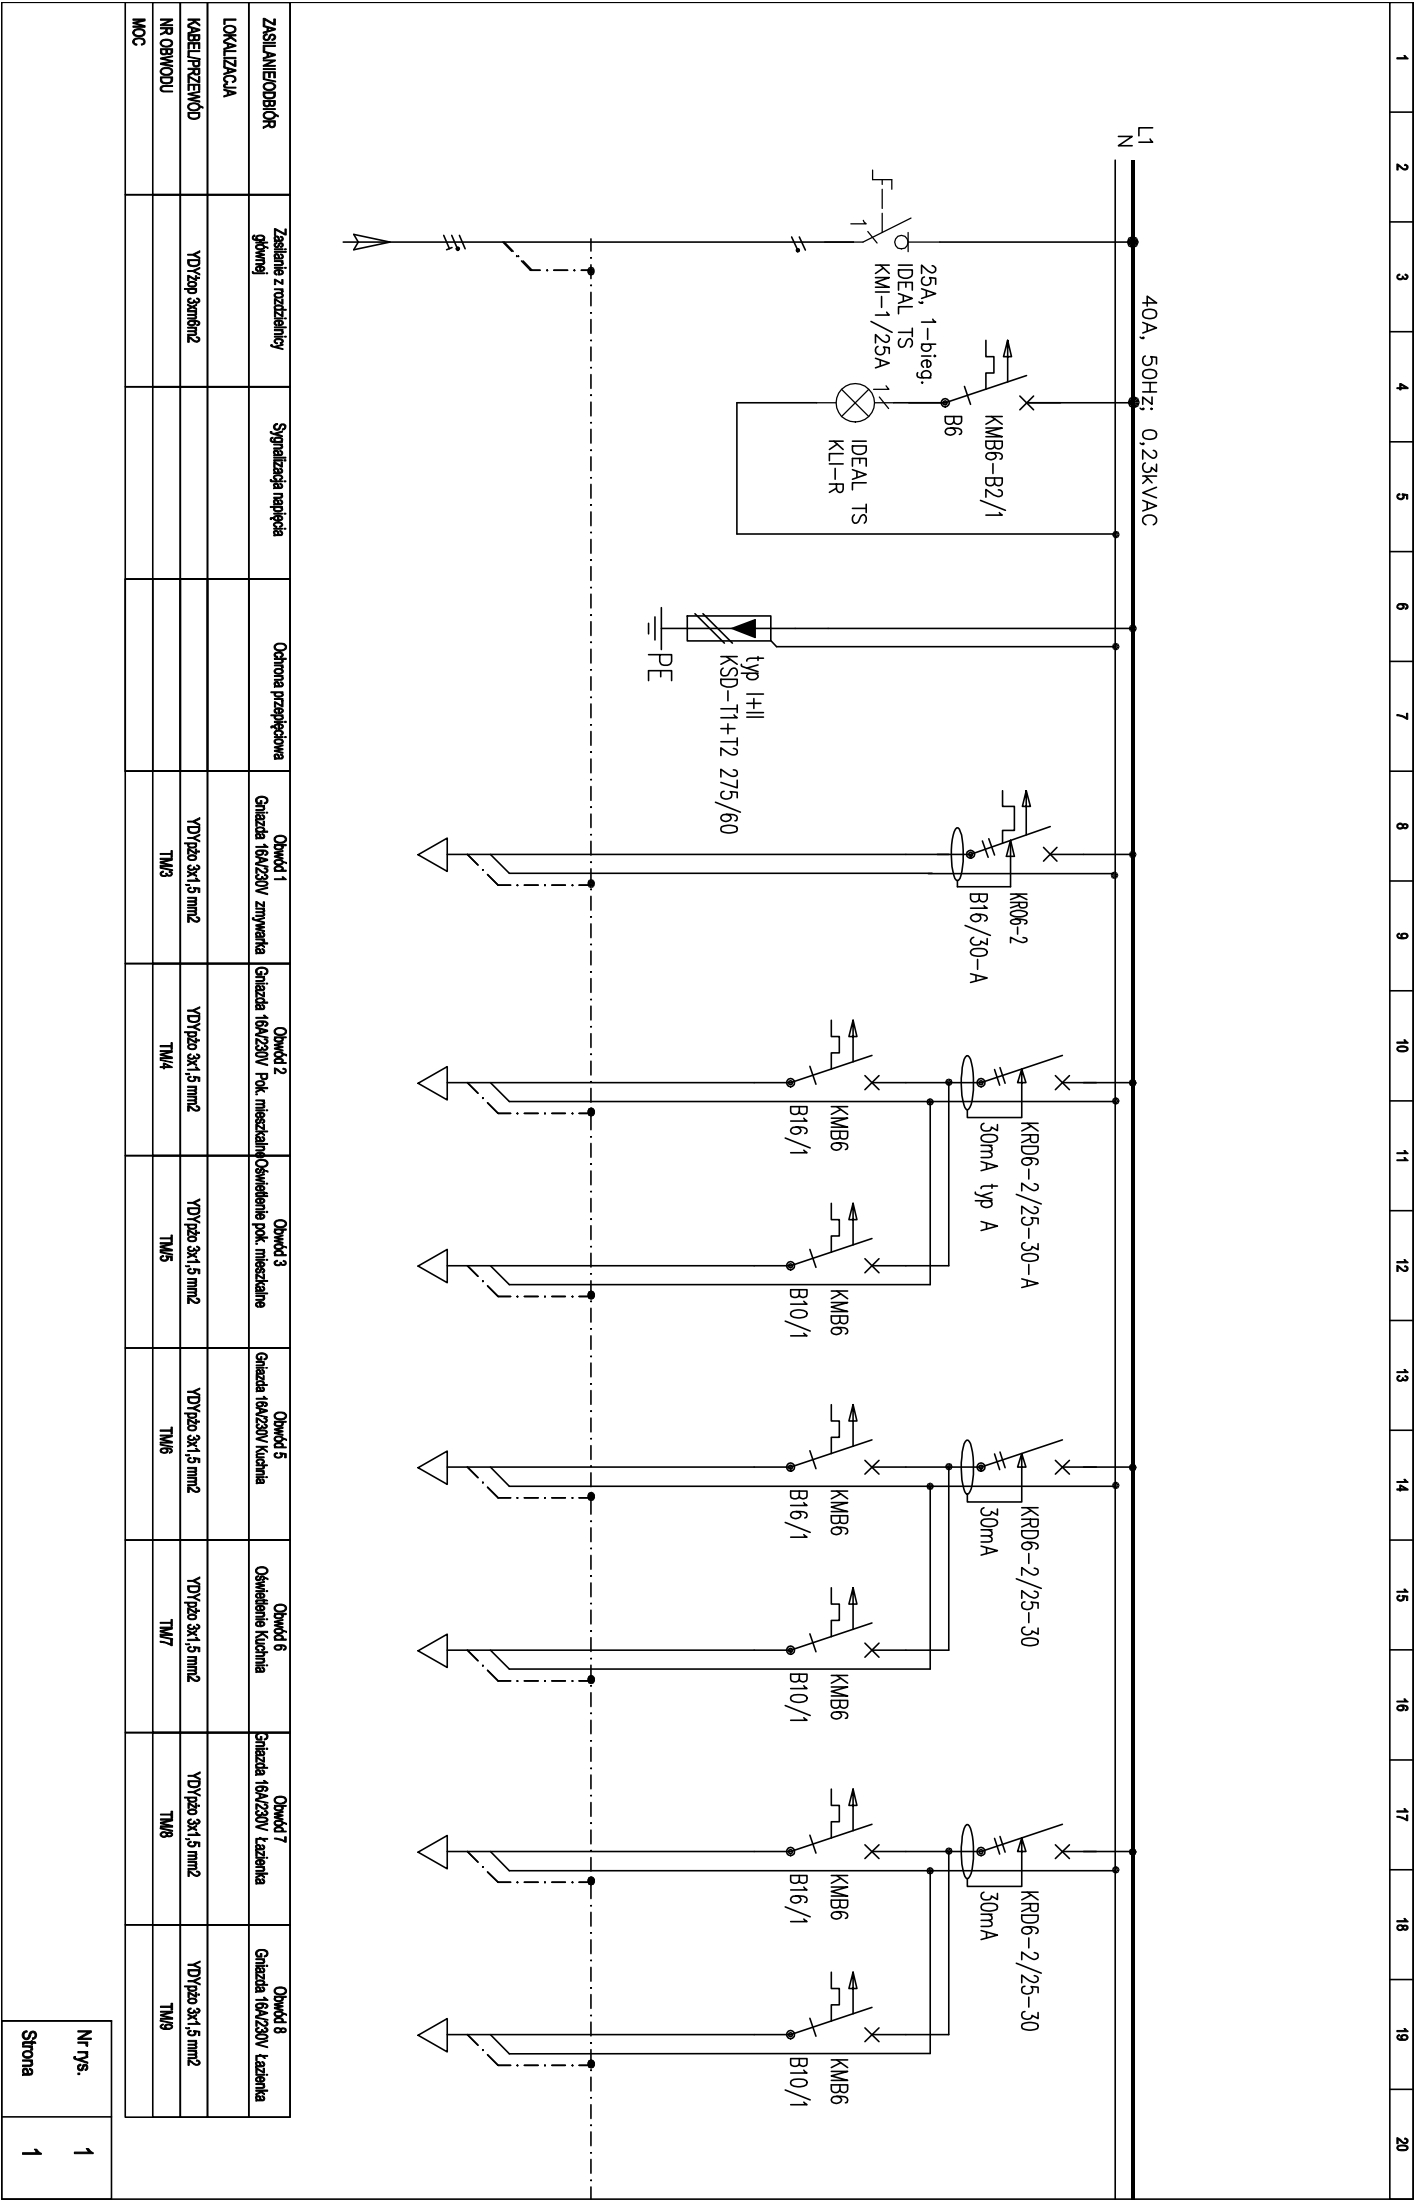 1 2 3 4 5 6 7 8 9 10 11 12 13 14 15 16 17 18 19 20
L1
N
40A, 50Hz; 0,23kVAC
25A, 1-bieg.
IDEAL TS
KMI-1/25A
1
KMB6-B2/1
B6
1
IDEAL TS
KLI-R
typ I+II
KSD-T1+T2 275/60
PE
KRO6-2
B16/30-A
KRD6-2/25-30-A
30mA typ A
KMB6
B16/1
KMB6
B10/1
KRD6-2/25-30
30mA
KMB6
B16/1
KMB6
B10/1
KRD6-2/25-30
30mA
KMB6
B16/1
KMB6
B10/1
ZASILANIE/ODBIÓR
Zasilanie z rozdzielnicy
głównej
Sygnalizacja napięcia
Ochrona przepięciowa
Obwód 1
Gniazda 16A/230V zmywarka
Obwód 2
Gniazda 16A/230V Pok. mieszkalne
Obwód 3
Oświetlenie pok. mieszkalne
Obwód 5
Gniazda 16A/230V Kuchnia
Obwód 6
Oświetlenie Kuchnia
Obwód 7
Gniazda 16A/230V Łazienka
Obwód 8
Gniazda 16A/230V Łazienka
LOKALIZACJA
KABEL/PRZEWÓD YDYżop 3xm6m2 YDYpżo 3x1,5 mm2 YDYpżo 3x1,5 mm2 YDYpżo 3x1,5 mm2 YDYpżo 3x1,5 mm2 YDYpżo 3x1,5 mm2 YDYpżo 3x1,5 mm2 YDYpżo 3x1,5 mm2
NR OBWODU TM/3 TM/4 TM/5 TM/6 TM/7 TM/8 TM/9
MOC
Nr rys. 1
Strona 1